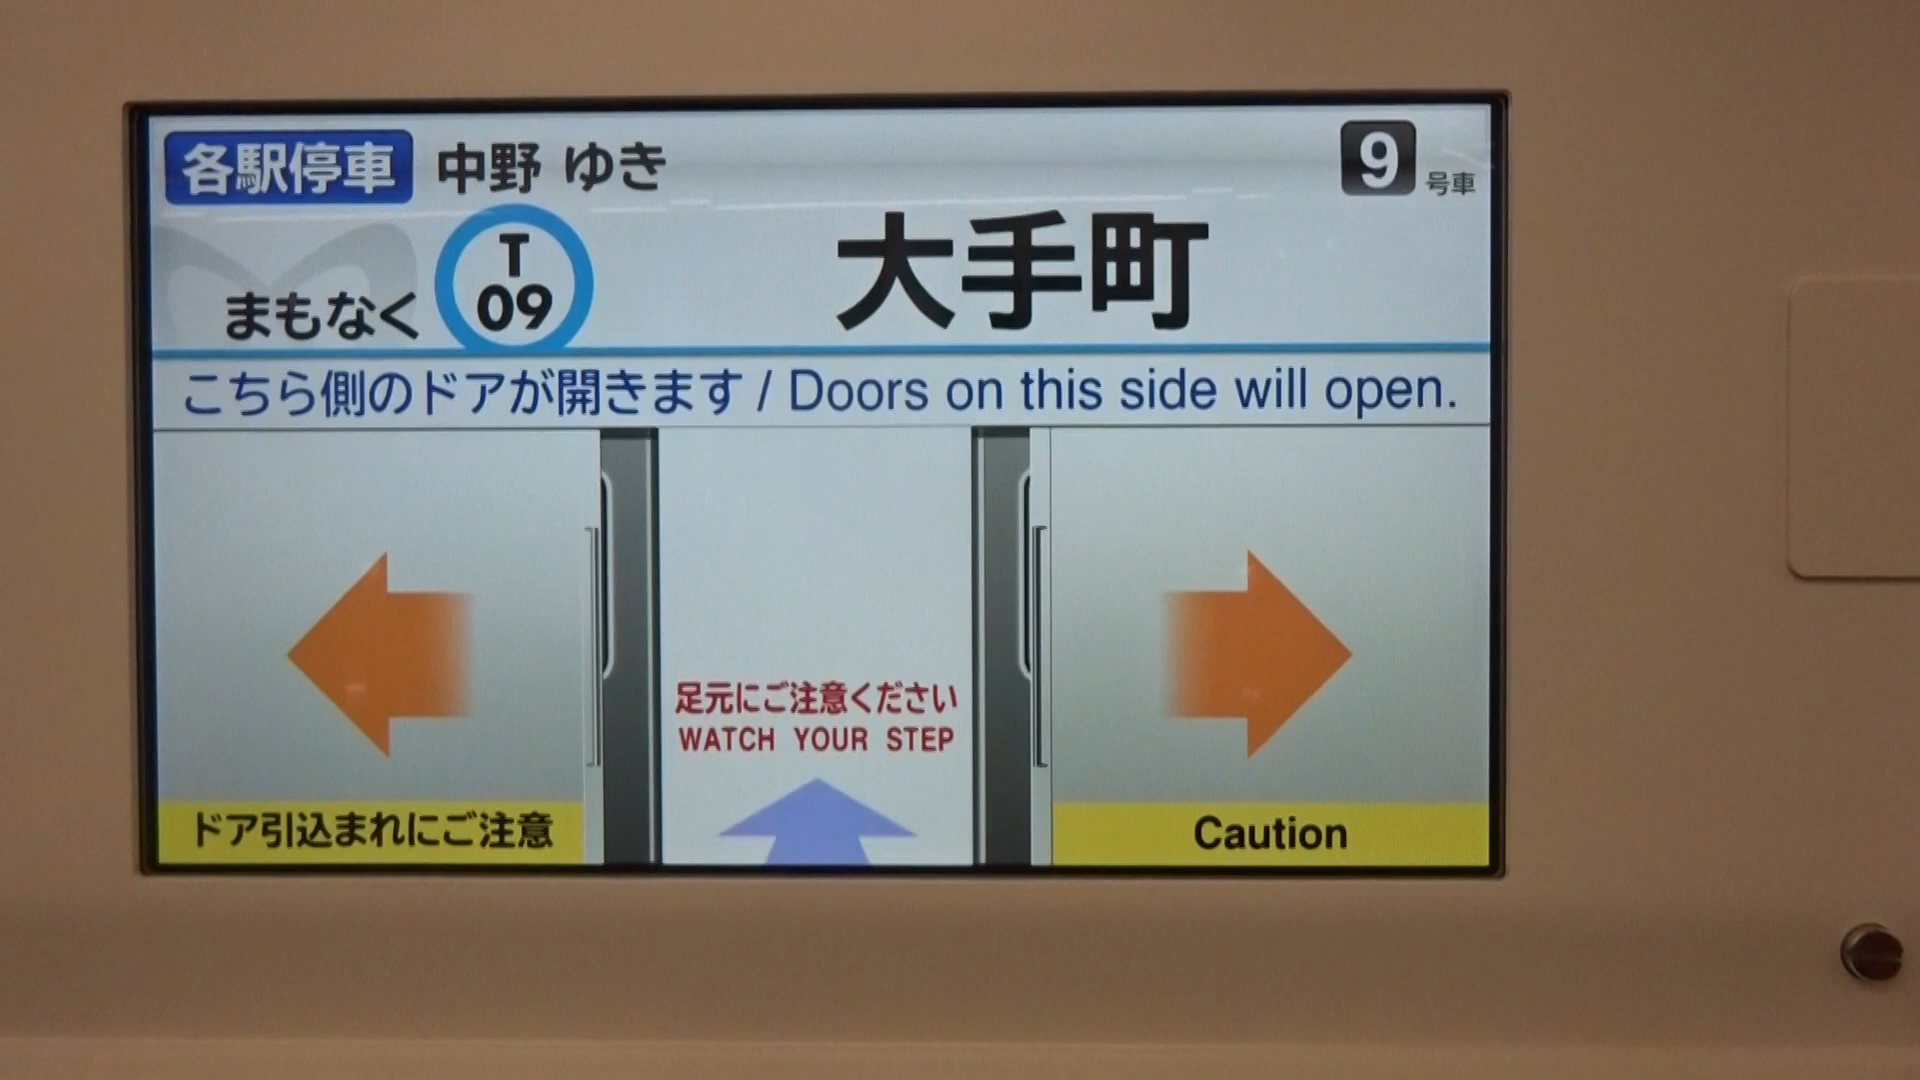 各駅停車 中野 ゆき
9 号車
まもなく
T
09
大手町
こちら側のドアが開きます / Doors on this side will open.
足元にご注意ください
WATCH YOUR STEP
ドア引込まれにご注意
Caution